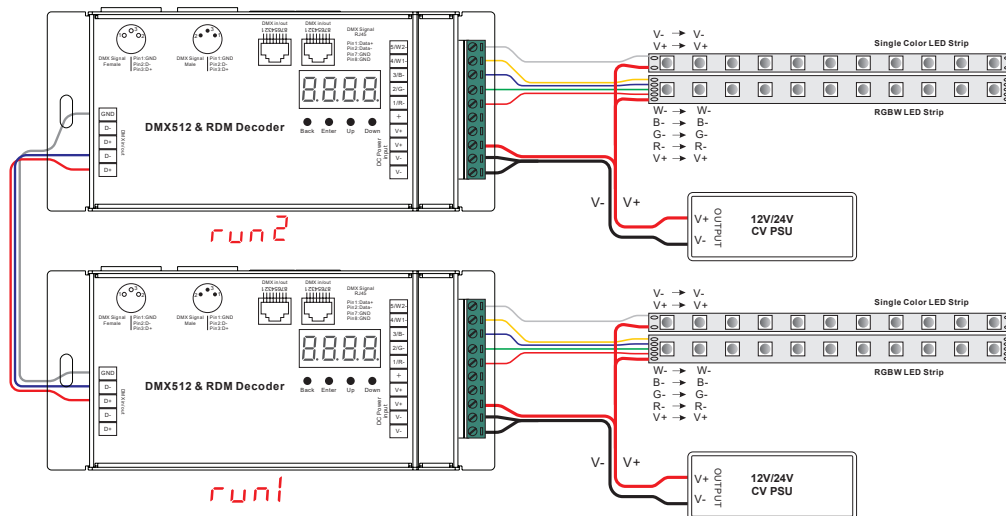 DMX in/out
DMX in/out
87654321
87654321
DMX Signal
RJ45
Pin1:Data+
Pin2:Data-
Pin7:GND
Pin8:GND
DMX Signal
Female
Pin1:GND
Pin2:D-
Pin3:D+
DMX Signal
Male
Pin1:GND
Pin2:D-
Pin3:D+
8.8.8.8.
Back Enter Up Down
DMX512 & RDM Decoder
GND
D-
D+
D-
D+
DMX in/out
5/W2-
4/W1-
3/B-
2/G-
1/R-
+
V+
V+
V-
V-
DC Power
input
run2
V- → V-
V+ → V+
Single Color LED Strip
RGBW LED Strip
W- → W-
B- → B-
G- → G-
R- → R-
V+ → V+
V- V+
V+
V-
OUTPUT
12V/24V
CV PSU
DMX in/out
DMX in/out
87654321
87654321
DMX Signal
RJ45
Pin1:Data+
Pin2:Data-
Pin7:GND
Pin8:GND
DMX Signal
Female
Pin1:GND
Pin2:D-
Pin3:D+
DMX Signal
Male
Pin1:GND
Pin2:D-
Pin3:D+
8.8.8.8.
Back Enter Up Down
DMX512 & RDM Decoder
GND
D-
D+
D-
D+
DMX in/out
5/W2-
4/W1-
3/B-
2/G-
1/R-
+
V+
V+
V-
V-
DC Power
input
run1
V- → V-
V+ → V+
Single Color LED Strip
RGBW LED Strip
W- → W-
B- → B-
G- → G-
R- → R-
V+ → V+
V- V+
V+
V-
OUTPUT
12V/24V
CV PSU